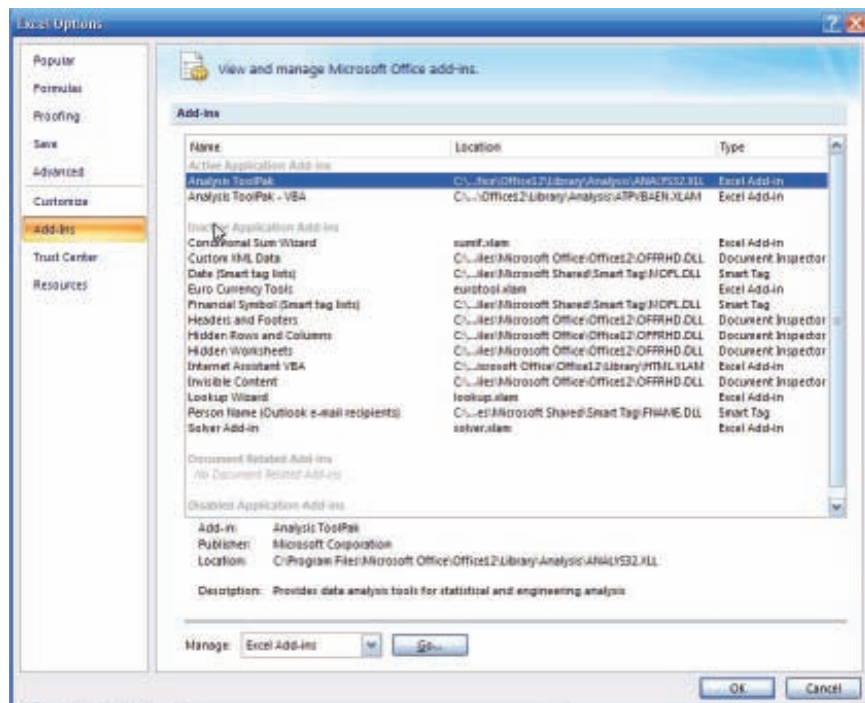 Excel Options
Popular
Formulas
Proofing
Save
Advanced
Customize
Add-Ins
Trust Center
Resources
View and manage Microsoft Office add-ins.
Add-ins
Name Location Type
Active Application Add-ins
Analysis ToolPak C:\...fice\Office12\Library\Analysis\ANALYS32.XLL Excel Add-in
Analysis ToolPak - VBA C:\...\Office12\Library\Analysis\ATPVBAEN.XLAM Excel Add-in
Inactive Application Add-ins
Conditional Sum Wizard sumif.xlam Excel Add-in
Custom XML Data C:\...iles\Microsoft Office\Office12\OFFRHD.DLL Document Inspector
Date (Smart tag lists) C:\...iles\Microsoft Shared\Smart Tag\MOFL.DLL Smart Tag
Euro Currency Tools eurotool.xlam Excel Add-in
Financial Symbol (Smart tag lists) C:\...iles\Microsoft Shared\Smart Tag\MOFL.DLL Smart Tag
Headers and Footers C:\...iles\Microsoft Office\Office12\OFFRHD.DLL Document Inspector
Hidden Rows and Columns C:\...iles\Microsoft Office\Office12\OFFRHD.DLL Document Inspector
Hidden Worksheets C:\...iles\Microsoft Office\Office12\OFFRHD.DLL Document Inspector
Internet Assistant VBA C:\...icrosoft Office\Office12\Library\HTML.XLAM Excel Add-in
Invisible Content C:\...iles\Microsoft Office\Office12\OFFRHD.DLL Document Inspector
Lookup Wizard lookup.xlam Excel Add-in
Person Name (Outlook e-mail recipients) C:\...es\Microsoft Shared\Smart Tag\FNAME.DLL Smart Tag
Solver Add-in solver.xlam Excel Add-in
Document Related Add-ins
No Document Related Add-ins
Disabled Application Add-ins
Add-in: Analysis ToolPak
Publisher: Microsoft Corporation
Location: C:\Program Files\Microsoft Office\Office12\Library\Analysis\ANALYS32.XLL
Description: Provides data analysis tools for statistical and engineering analysis
Manage: Excel Add-ins Go...
OK Cancel